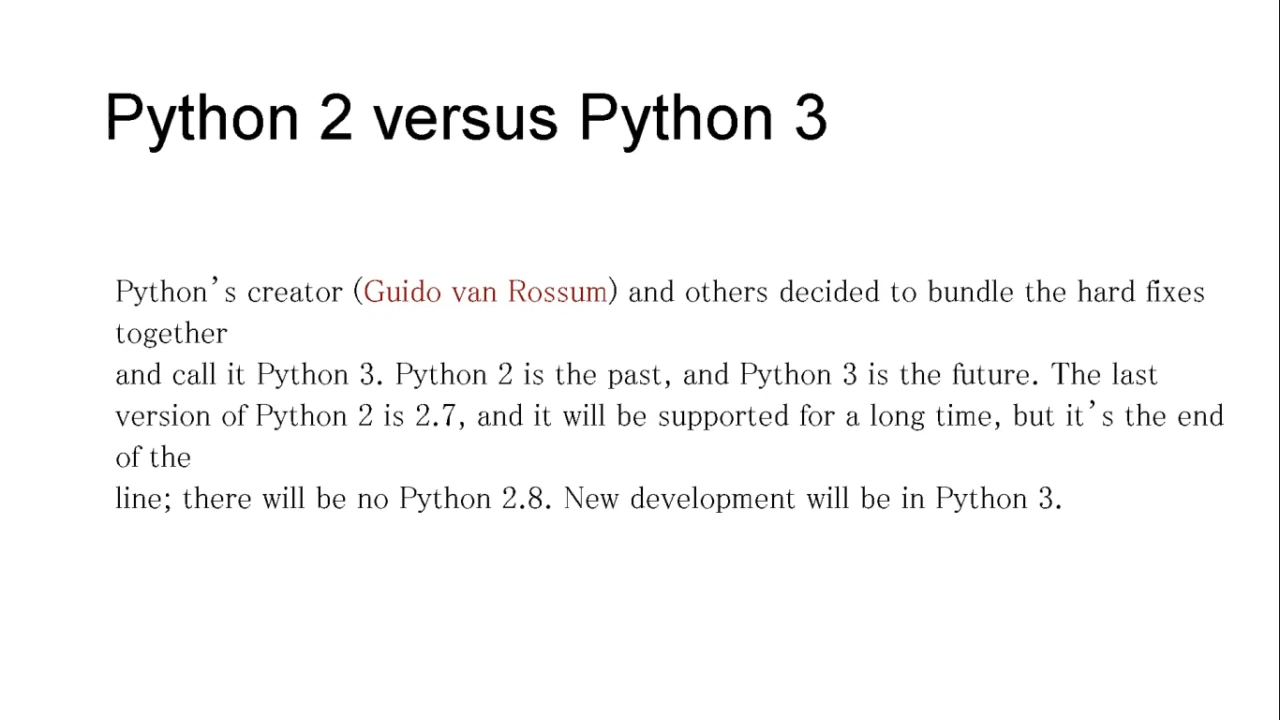 Python 2 versus Python 3
Python’s creator (Guido van Rossum) and others decided to bundle the hard fixes
together
and call it Python 3. Python 2 is the past, and Python 3 is the future. The last
version of Python 2 is 2.7, and it will be supported for a long time, but it’s the end
of the
line; there will be no Python 2.8. New development will be in Python 3.